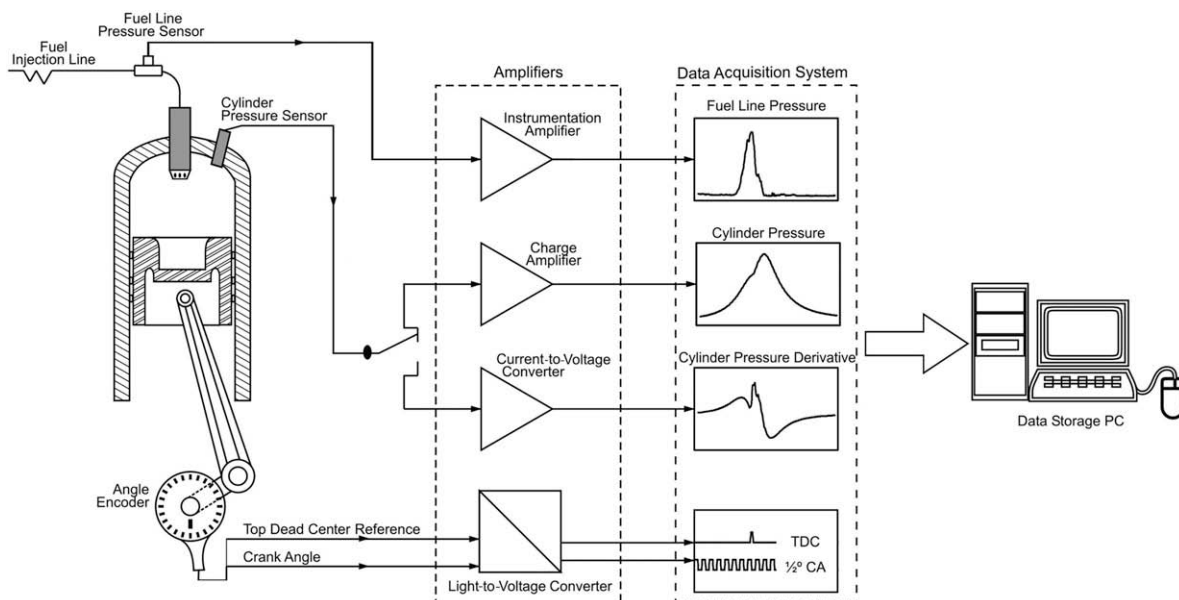 Fuel Line
Pressure Sensor
Fuel
Injection Line
Cylinder
Pressure Sensor
Amplifiers
Data Acquisition System
Instrumentation
Amplifier
Fuel Line Pressure
Charge
Amplifier
Cylinder Pressure
Current-to-Voltage
Converter
Cylinder Pressure Derivative
Data Storage PC
Angle
Encoder
Top Dead Center Reference
Crank Angle
Light-to-Voltage Converter
TDC
½º CA